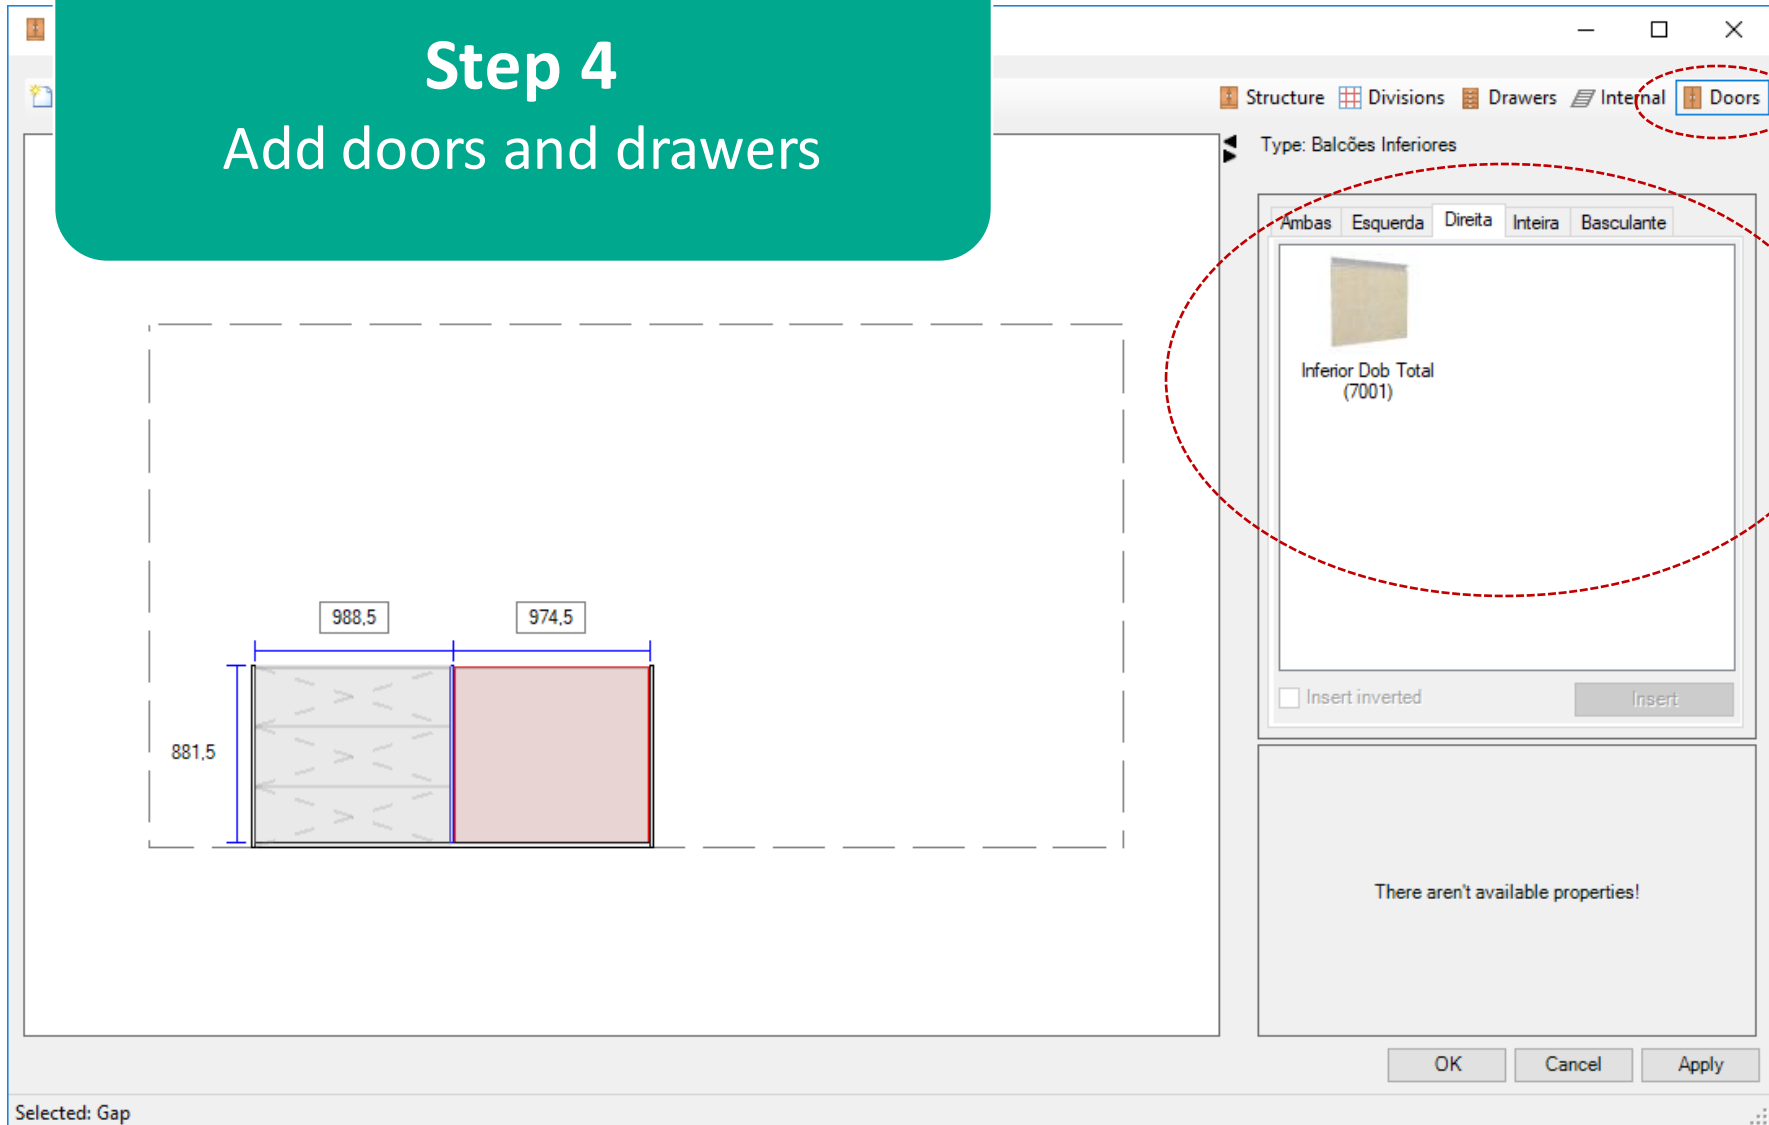 Step 4
Add doors and drawers
Structure Divisions Drawers Internal Doors
Type: Balcões Inferiores
Ambas Esquerda Direita Inteira Basculante
Inferior Dob Total
(7001)
988,5 974,5
Insert inverted Insert
881,5
There aren't available properties!
OK Cancel Apply
Selected: Gap